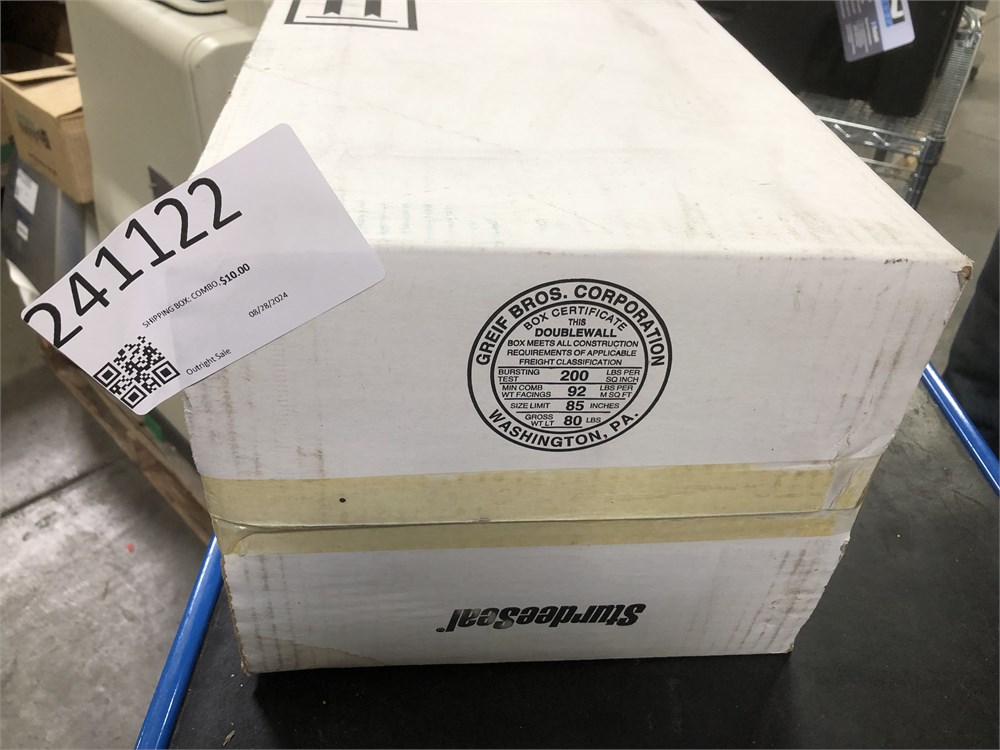 241122
SHIPPING BOX: COMBO, $10.00
08/28/2024
Outright Sale
GREIF BROS. CORPORATION
BOX CERTIFICATE
THIS
DOUBLEWALL
BOX MEETS ALL CONSTRUCTION
REQUIREMENTS OF APPLICABLE
FREIGHT CLASSIFICATION
BURSTING TEST 200 LBS PER SQ INCH
MIN COMB WT FACINGS 92 LBS PER M SQ FT
SIZE LIMIT 85 INCHES
GROSS WT LT 80 LBS
WASHINGTON, PA.
SturdeeSeal®